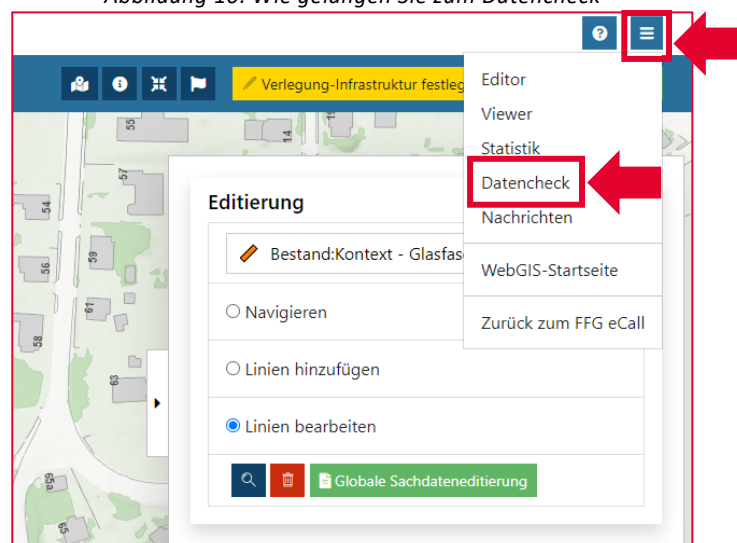 Abbildung 10: Wie gelangen Sie zum Datencheck
Verlegung-Infrastruktur festleg
Editor
Viewer
Statistik
Datencheck
Nachrichten
WebGIS-Startseite
Zurück zum FFG eCall
Editierung
Bestand:Kontext - Glasfas
Navigieren
Linien hinzufügen
Linien bearbeiten
Globale Sachdateneditierung
55
14
57
54
59
56
61
58
63
65a
65